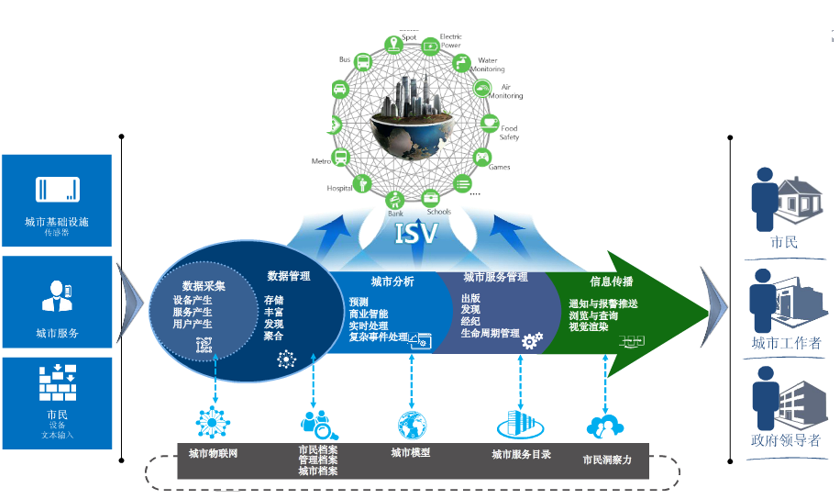 Spot
Electric
Power
Bus
Water
Monitoring
Air
Monitoring
Food
Safety
Metro
Games
Hospital
Bank
Schools
....
ISV
城市基础设施
传感器
城市服务
市民
设备
文本输入
数据采集
设备产生
服务产生
用户产生
数据管理
存储
丰富
发现
聚合
城市分析
预测
商业智能
实时处理
复杂事件处理
城市服务管理
出版
发现
经纪
生命周期管理
信息传播
通知与报警推送
浏览与查询
视觉渲染
市民
城市工作者
政府领导者
城市物联网
市民档案
管理档案
城市档案
城市模型
城市服务目录
市民洞察力